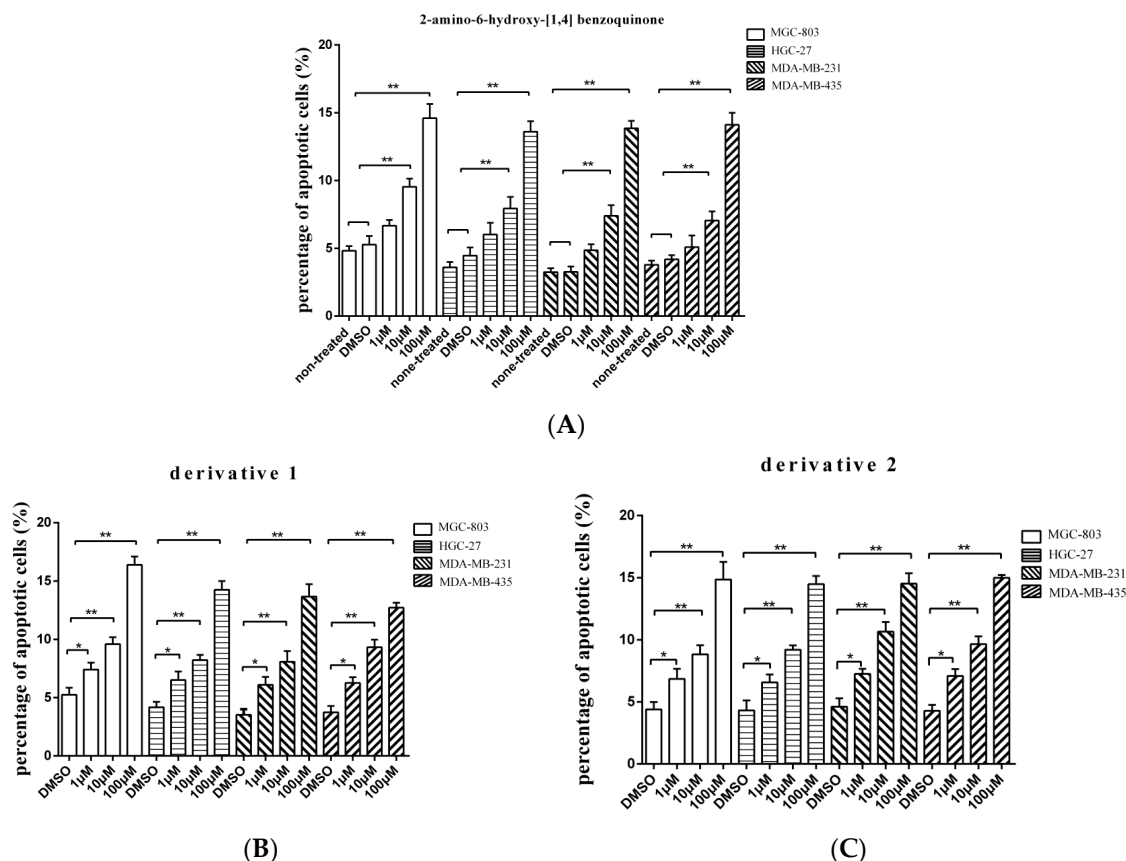 2-amino-6-hydroxy-[1,4] benzoquinone
percentage of apoptotic cells (%)
20
15
10
5
0
** ** ** **
** ** ** **
non-treated DMSO 1μM 10μM 100μM none-treated DMSO 1μM 10μM 100μM none-treated DMSO 1μM 10μM 100μM none-treated DMSO 1μM 10μM 100μM
MGC-803
HGC-27
MDA-MB-231
MDA-MB-435
(A)
derivative 1
percentage of apoptotic cells (%)
20
15
10
5
0
** ** ** **
** ** ** **
* * * *
DMSO 1μM 10μM 100μM DMSO 1μM 10μM 100μM DMSO 1μM 10μM 100μM DMSO 1μM 10μM 100μM
MGC-803
HGC-27
MDA-MB-231
MDA-MB-435
(B)
derivative 2
percentage of apoptotic cells (%)
20
15
10
5
0
** ** ** **
** ** ** **
* * * *
DMSO 1μM 10μM 100μM DMSO 1μM 10μM 100μM DMSO 1μM 10μM 100μM DMSO 1μM 10μM 100μM
MGC-803
HGC-27
MDA-MB-231
MDA-MB-435
(C)